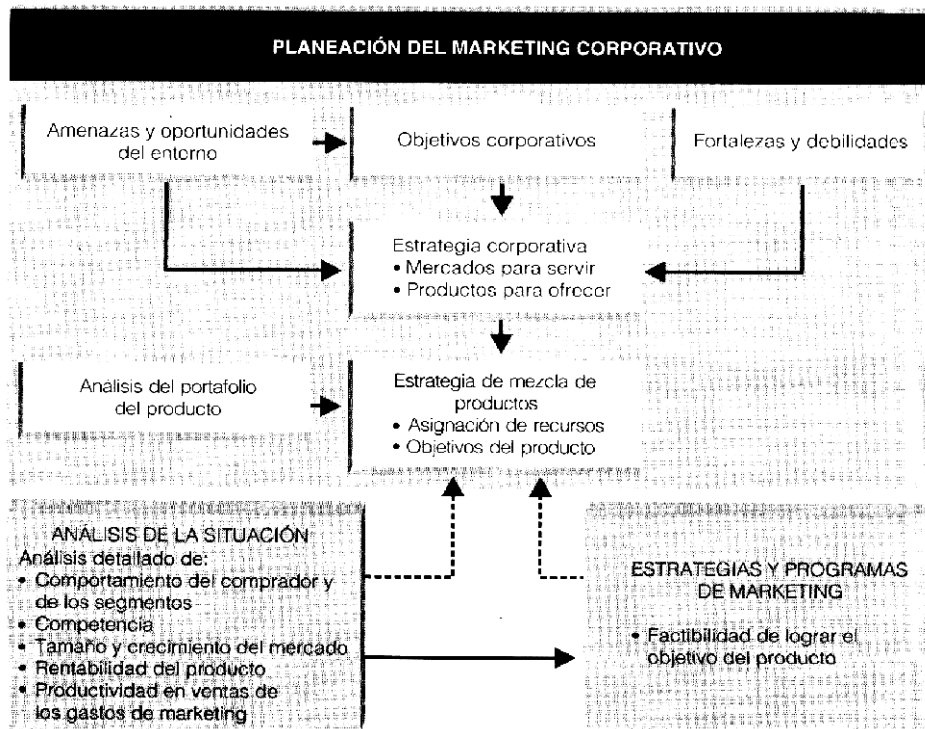 PLANEACIÓN DEL MARKETING CORPORATIVO
Amenazas y oportunidades
del entorno
Objetivos corporativos
Fortalezas y debilidades
Estrategia corporativa
• Mercados para servir
• Productos para ofrecer
Análisis del portafolio
del producto
Estrategia de mezcla de
productos
• Asignación de recursos
• Objetivos del producto
ANÁLISIS DE LA SITUACIÓN
Análisis detallado de:
• Comportamiento del comprador y
de los segmentos
• Competencia
• Tamaño y crecimiento del mercado
• Rentabilidad del producto
• Productividad en ventas de
los gastos de marketing
ESTRATEGIAS Y PROGRAMAS
DE MARKETING
• Factibilidad de lograr el
objetivo del producto